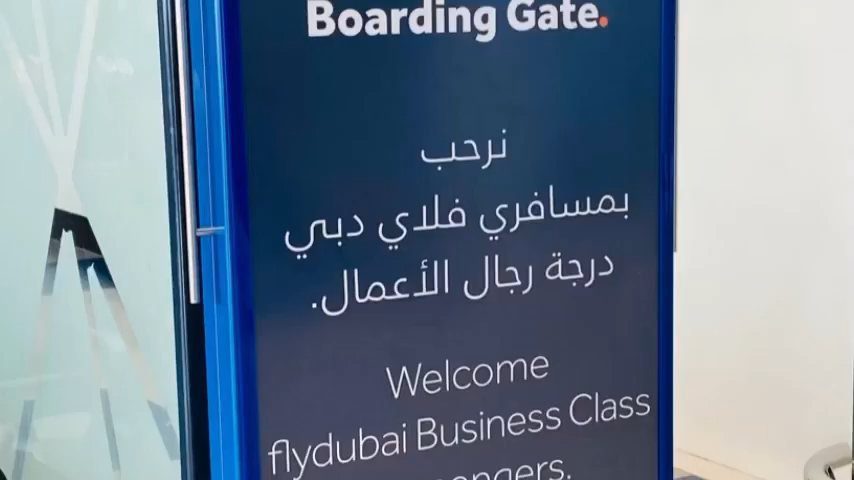 Boarding Gate.
نرحب
بمسافري فلاي دبي
درجة رجال الأعمال.
Welcome
flydubai Business Class